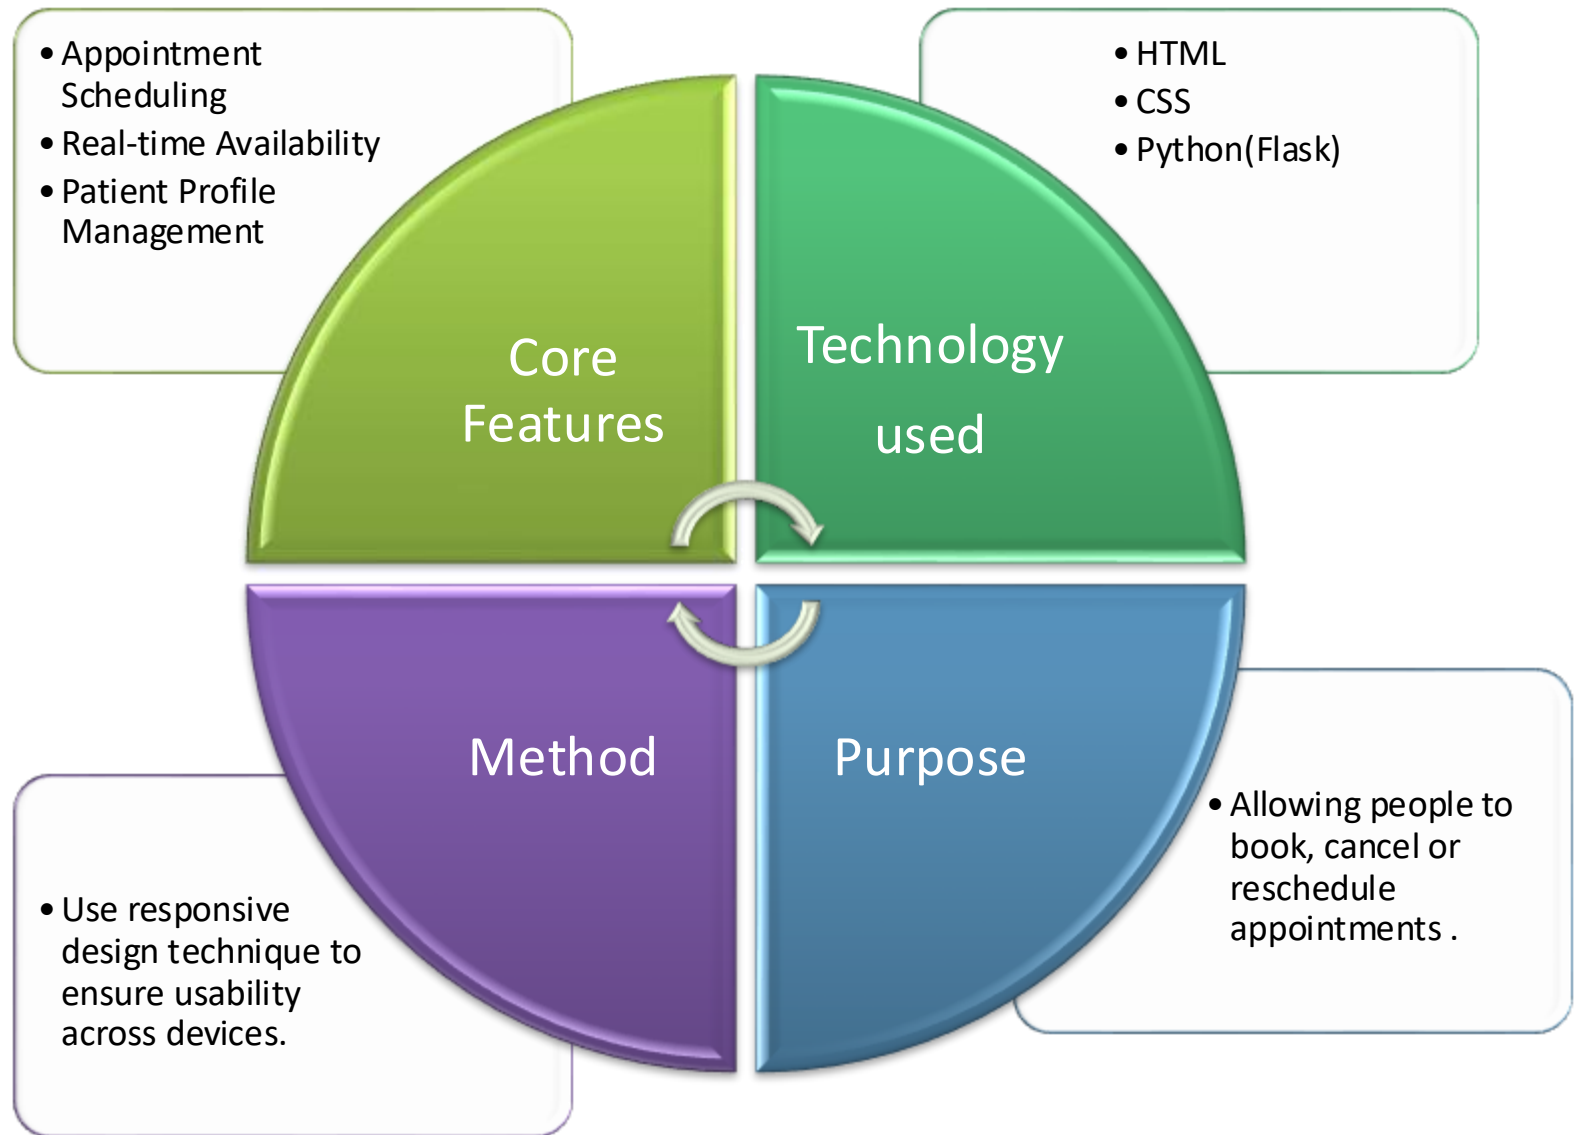 • Appointment
Scheduling
• Real-time Availability
• Patient Profile
Management
• HTML
• CSS
• Python(Flask)
Core
Features
Technology
used
Method
Purpose
• Use responsive
design technique to
ensure usability
across devices.
• Allowing people to
book, cancel or
reschedule
appointments .